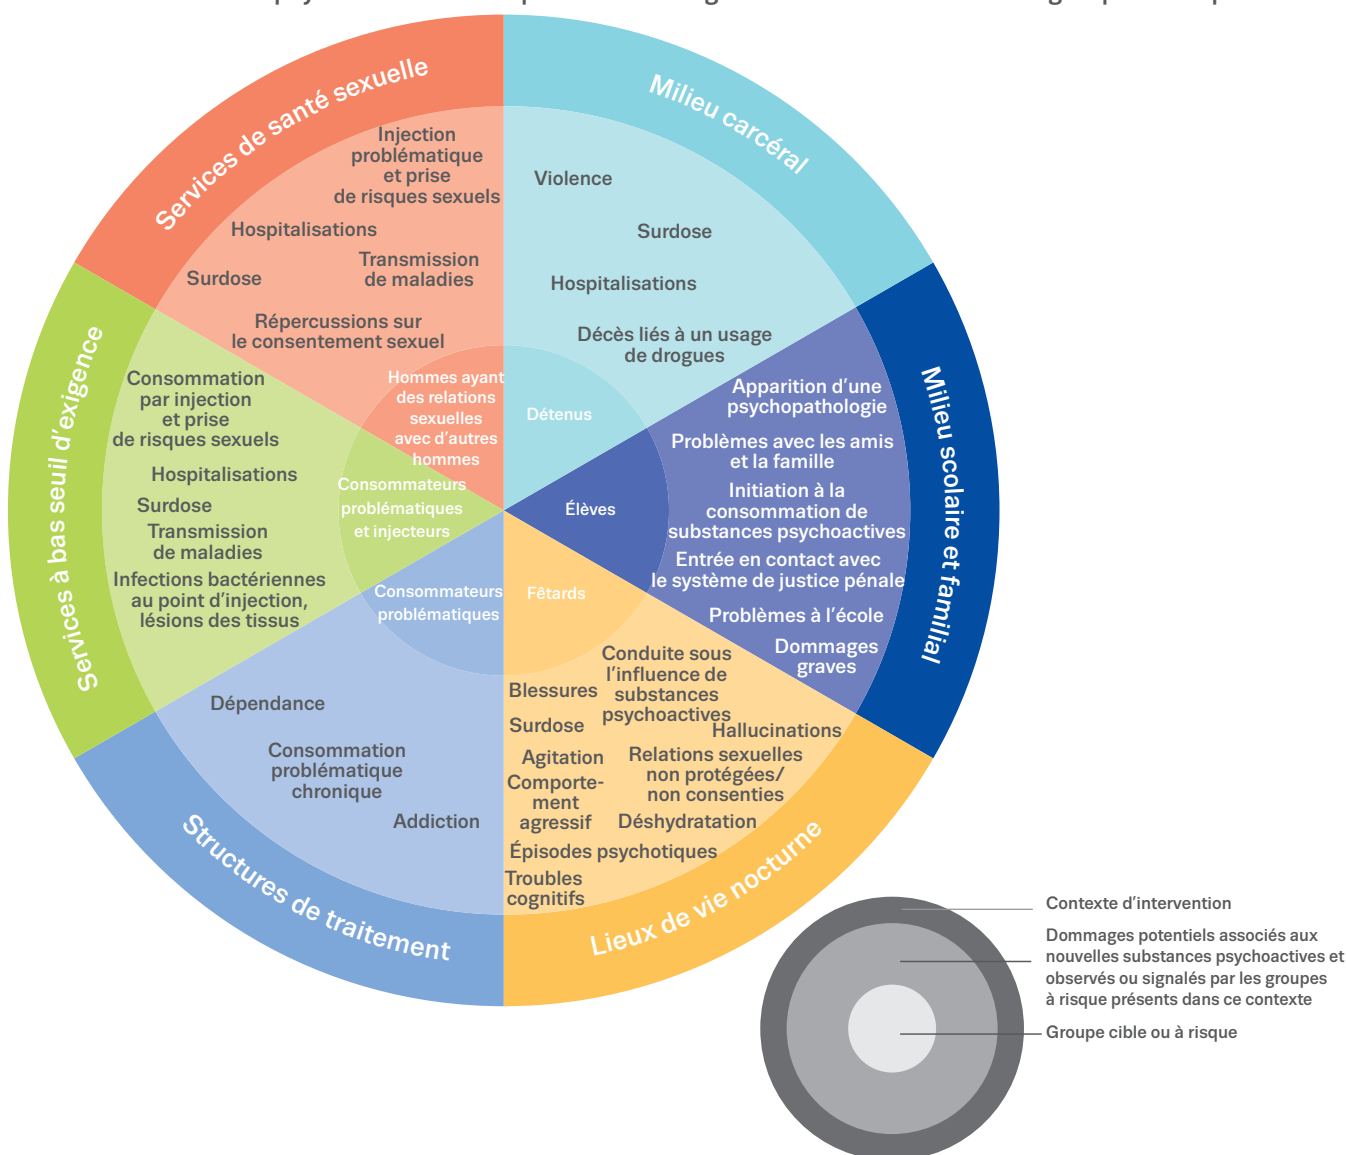 Services de santé sexuelle
Injection
problématique
et prise
de risques sexuels
Hospitalisations
Transmission
de maladies
Surdose
Répercussions sur
le consentement sexuel
Hommes ayant
des relations
sexuelles
avec d’autres
hommes
Milieu carcéral
Violence
Surdose
Hospitalisations
Décès liés à un usage
de drogues
Détenus
Milieu scolaire et familial
Apparition d’une
psychopathologie
Problèmes avec les amis
et la famille
Initiation à la
consommation de
substances psychoactives
Entrée en contact avec
le système de justice pénale
Problèmes à l’école
Dommages
graves
Élèves
Lieux de vie nocturne
Fêtards
Conduite sous
l’influence de
substances
psychoactives
Blessures
Surdose
Hallucinations
Agitation
Relations sexuelles
non protégées/
non consenties
Comporte-
ment
agressif
Déshydratation
Épisodes psychotiques
Troubles
cognitifs
Structures de traitement
Consommateurs
problématiques
Dépendance
Consommation
problématique
chronique
Addiction
Services à bas seuil d’exigence
Consommation
par injection
et prise
de risques sexuels
Hospitalisations
Surdose
Transmission
de maladies
Infections bactériennes
au point d’injection,
lésions des tissus
Consommateurs
problématiques
et injecteurs
Contexte d’intervention
Dommages potentiels associés aux
nouvelles substances psychoactives et
observés ou signalés par les groupes
à risque présents dans ce contexte
Groupe cible ou à risque